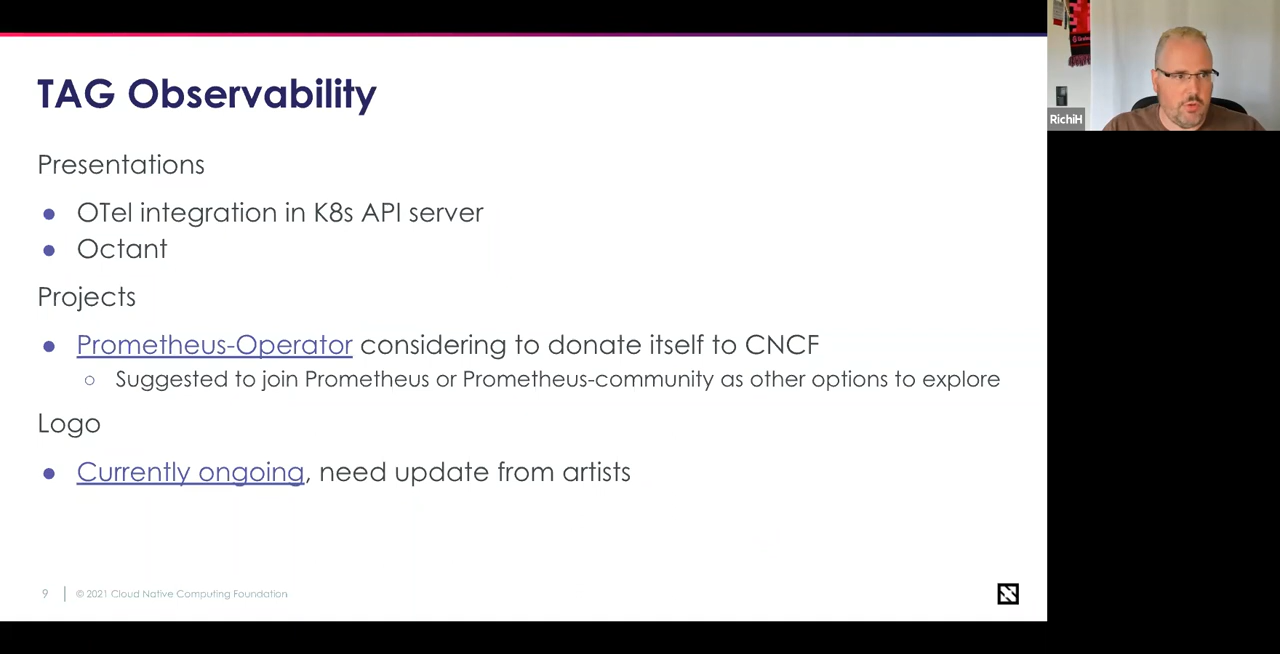 TAG Observability
RichiH
Presentations
● OTel integration in K8s API server
● Octant
Projects
● Prometheus-Operator considering to donate itself to CNCF
○ Suggested to join Prometheus or Prometheus-community as other options to explore
Logo
● Currently ongoing, need update from artists
9 | © 2021 Cloud Native Computing Foundation